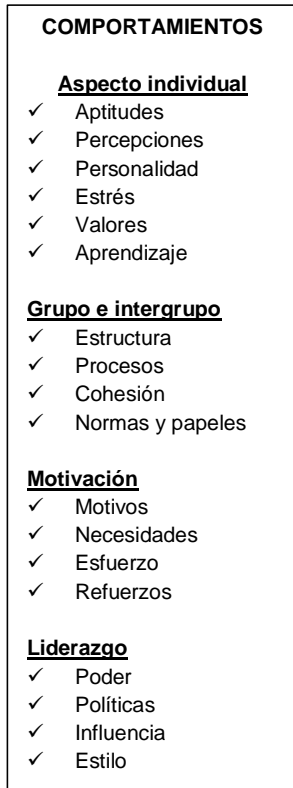 COMPORTAMIENTOS
Aspecto individual
✓ Aptitudes
✓ Percepciones
✓ Personalidad
✓ Estrés
✓ Valores
✓ Aprendizaje
Grupo e intergrupo
✓ Estructura
✓ Procesos
✓ Cohesión
✓ Normas y papeles
Motivación
✓ Motivos
✓ Necesidades
✓ Esfuerzo
✓ Refuerzos
Liderazgo
✓ Poder
✓ Políticas
✓ Influencia
✓ Estilo